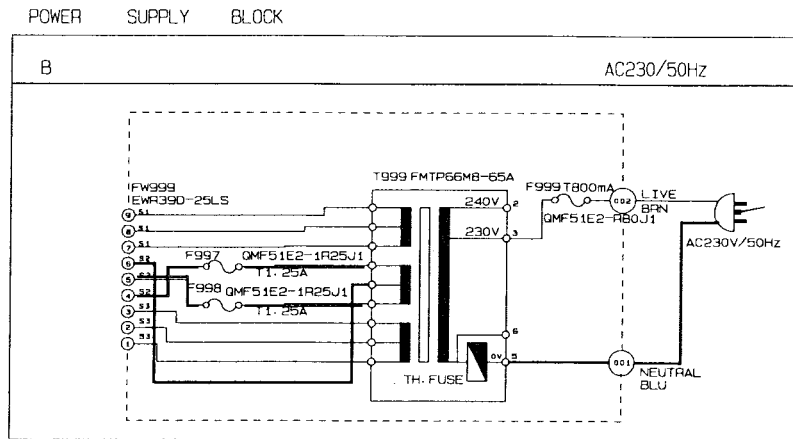 POWER SUPPLY BLOCK
B AC230/50Hz
T999 FMTP66M8-65A
FW999
EWR39D-25LS
F999 T800mA
QMF51E2-R80J1
002
LIVE
BRN
240V 2
230V 3
AC230V/50Hz
9 S1
8 S1
7 S1
6 S2
5
4 S2
3
2 S3
1 S3
F997 QMF51E2-1R25J1
T1.25A
F998 QMF51E2-1R25J1
T1.25A
6
0V 5
TH.FUSE
001
NEUTRAL
BLU